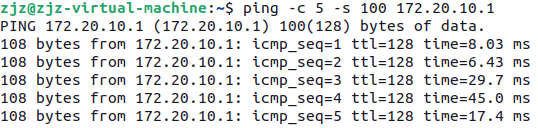 zjz@zjz-virtual-machine:~$ ping -c 5 -s 100 172.20.10.1
PING 172.20.10.1 (172.20.10.1) 100(128) bytes of data.
108 bytes from 172.20.10.1: icmp_seq=1 ttl=128 time=8.03 ms
108 bytes from 172.20.10.1: icmp_seq=2 ttl=128 time=6.43 ms
108 bytes from 172.20.10.1: icmp_seq=3 ttl=128 time=29.7 ms
108 bytes from 172.20.10.1: icmp_seq=4 ttl=128 time=45.0 ms
108 bytes from 172.20.10.1: icmp_seq=5 ttl=128 time=17.4 ms